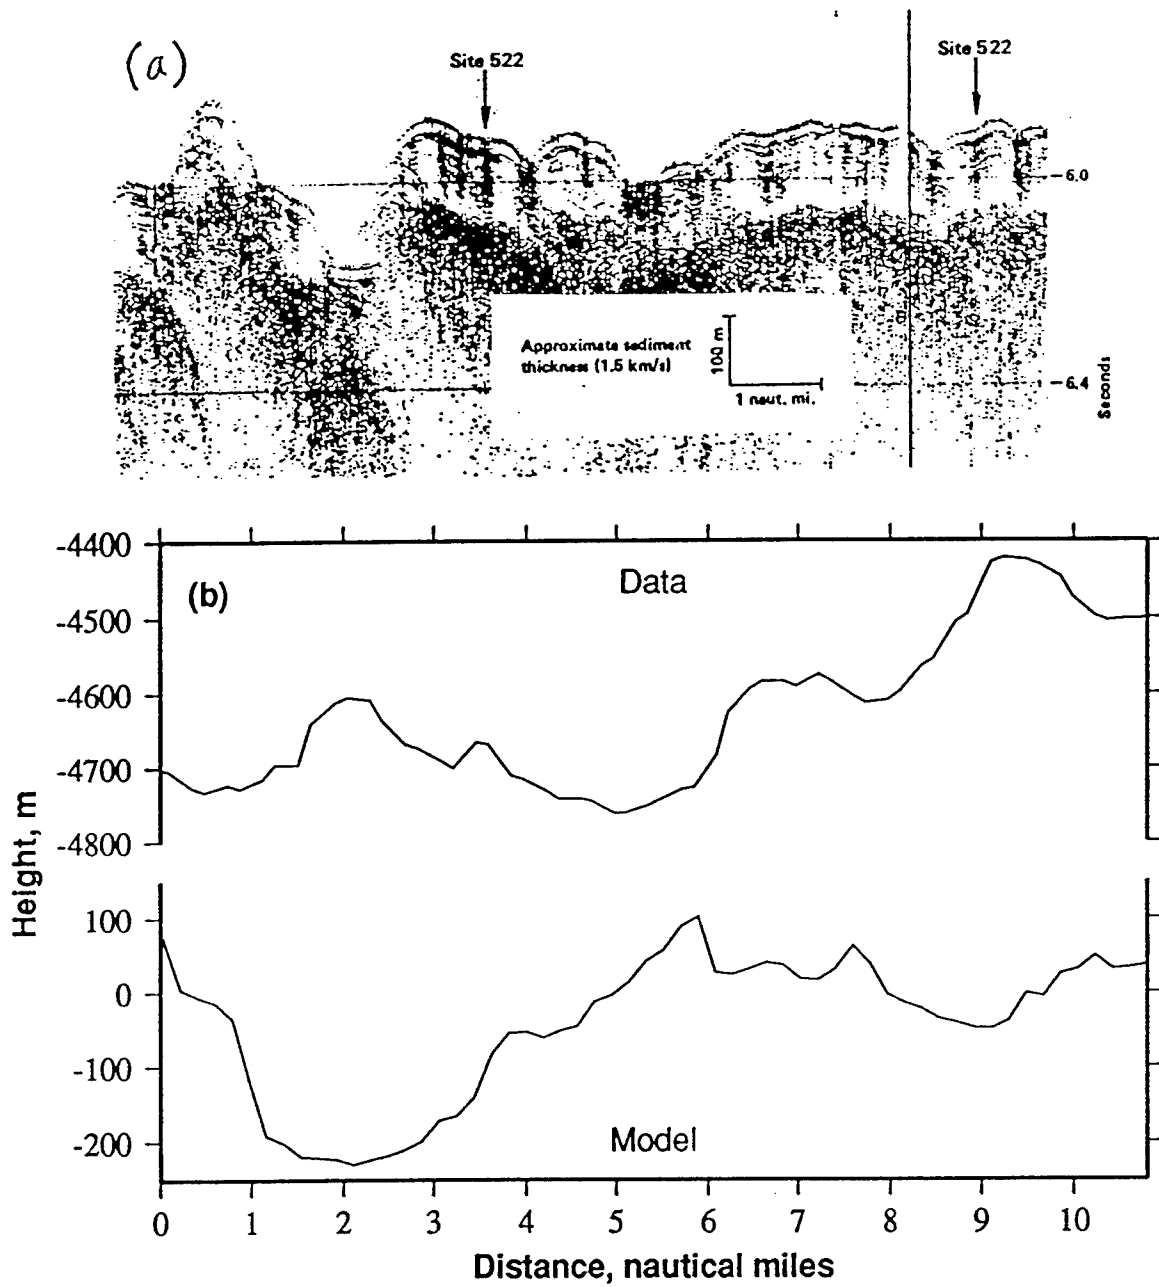 (a)
Site 522
Site 522
6.0
Approximate sediment
thickness (1.5 km/s)
100 m
1 naut. mi.
6.4
Seconds
-4400
(b)
Data
-4500
-4600
-4700
-4800
Height, m
100
0
-100
-200
Model
0 1 2 3 4 5 6 7 8 9 10
Distance, nautical miles